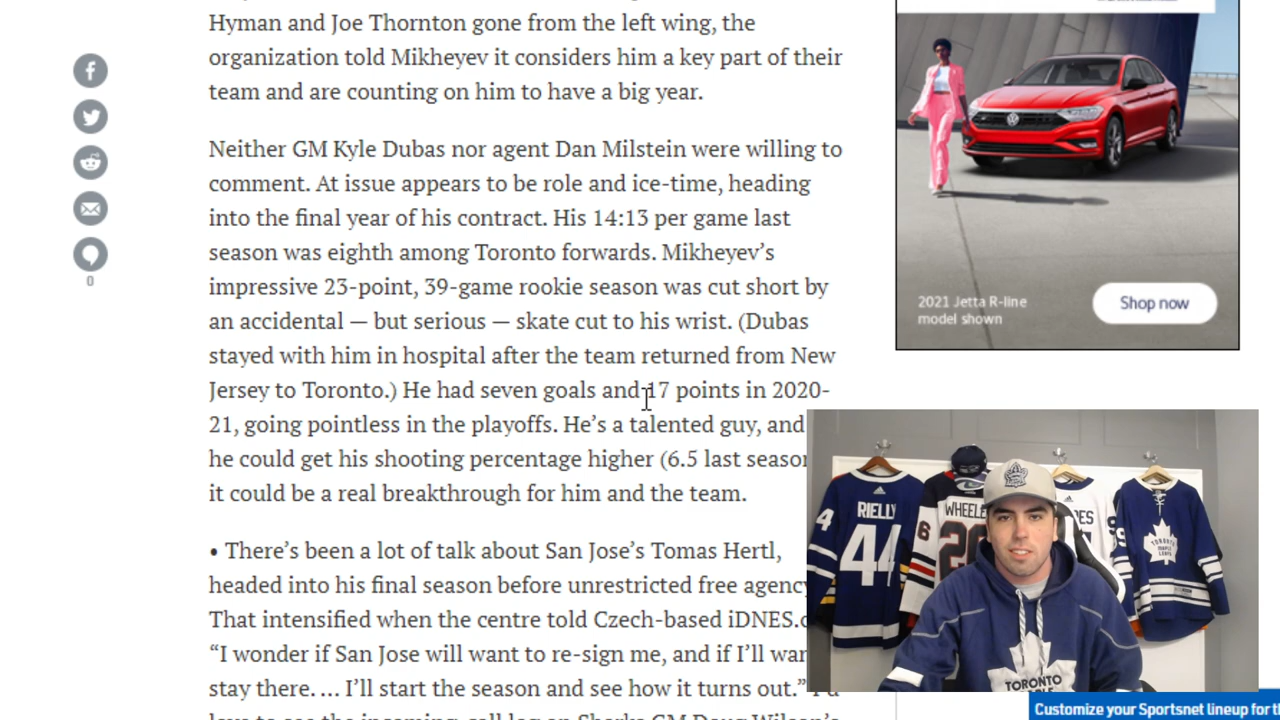 Hyman and Joe Thornton gone from the left wing, the
organization told Mikheyev it considers him a key part of their
team and are counting on him to have a big year.
Neither GM Kyle Dubas nor agent Dan Milstein were willing to
comment. At issue appears to be role and ice-time, heading
into the final year of his contract. His 14:13 per game last
season was eighth among Toronto forwards. Mikheyev’s
impressive 23-point, 39-game rookie season was cut short by
an accidental — but serious — skate cut to his wrist. (Dubas
stayed with him in hospital after the team returned from New
Jersey to Toronto.) He had seven goals and 17 points in 2020-
21, going pointless in the playoffs. He’s a talented guy, and
he could get his shooting percentage higher (6.5 last season
it could be a real breakthrough for him and the team.
• There’s been a lot of talk about San Jose’s Tomas Hertl,
headed into his final season before unrestricted free agency
That intensified when the centre told Czech-based iDNES.c
“I wonder if San Jose will want to re-sign me, and if I’ll wan
stay there. … I’ll start the season and see how it turns out.”
0
2021 Jetta R-line
model shown
Shop now
4
RIELLY
44
6
WHEELE
26
TORONTO
Customize your Sportsnet lineup for th